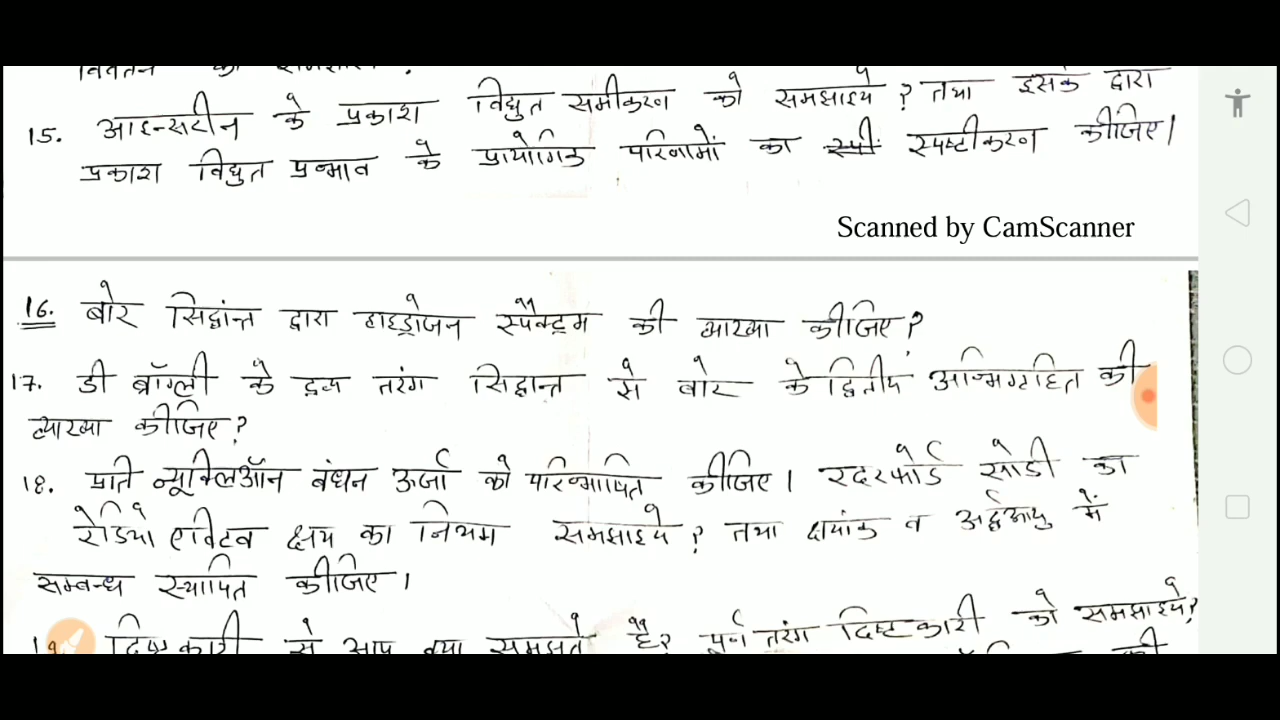 15. आइन्सटीन के प्रकाश विद्युत समीकरण को समझाइये ? तथा इसके द्वारा
प्रकाश विद्युत प्रभाव के प्रायोगिक परिणामों का स्पष्टीकरण कीजिए।
Scanned by CamScanner
16. बोर सिद्धांत द्वारा हाइड्रोजन स्पैक्ट्रम की व्याख्या कीजिए ?
17. डी ब्रॉग्ली के द्रव्य तरंग सिद्धान्त से बोर के द्वितीय अभिगृहित की
व्याख्या कीजिए ?
18. प्रति न्यूक्लिऑन बंधन ऊर्जा को परिभाषित कीजिए । रदरफोर्ड सोडी का
रेडियो एक्टिव क्षय का नियम समझाइये ? तथा क्षयांक व अर्द्धआयु में
सम्बन्ध स्थापित कीजिए ।
19. दिष्टकारी से आप क्या समझते है ? पूर्ण तरंग दिष्टकारी को समझाइये ?